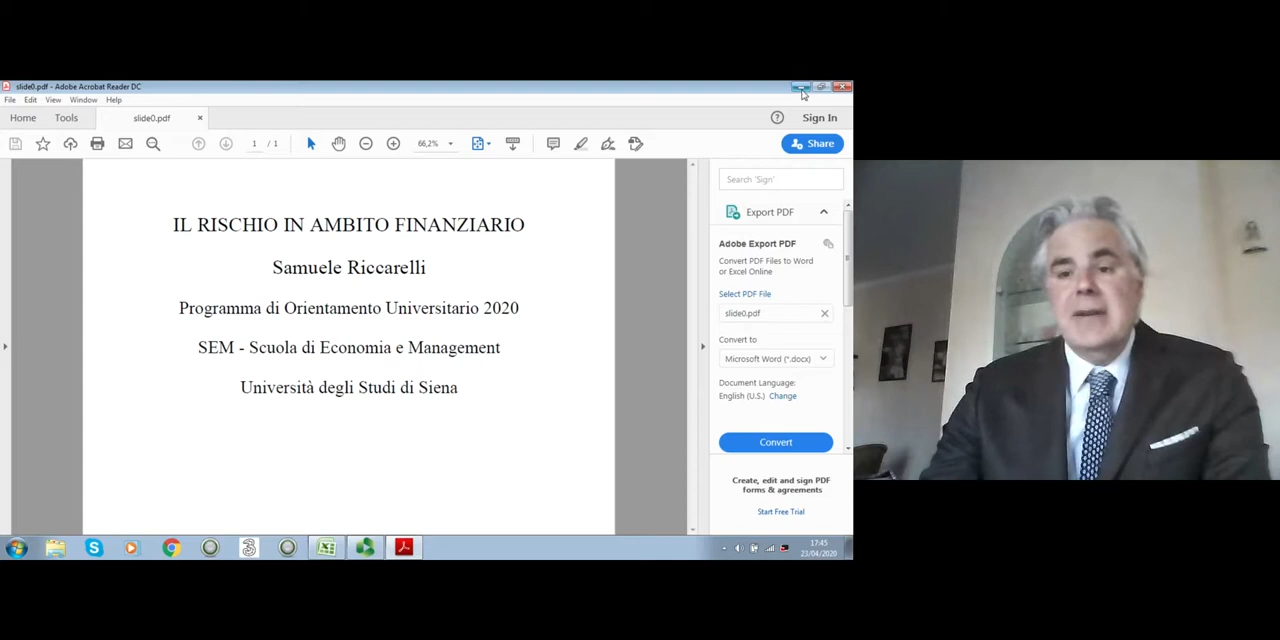 slide0.pdf - Adobe Acrobat Reader DC
File Edit View Window Help
Home Tools slide0.pdf Sign In
1 / 1 66,2% Share
IL RISCHIO IN AMBITO FINANZIARIO
Samuele Riccarelli
Programma di Orientamento Universitario 2020
SEM - Scuola di Economia e Management
Università degli Studi di Siena
Search 'Sign'
Export PDF
Adobe Export PDF
Convert PDF Files to Word
or Excel Online
Select PDF File
slide0.pdf
Convert to
Microsoft Word (*.docx)
Document Language:
English (U.S.) Change
Convert
Create, edit and sign PDF
forms & agreements
Start Free Trial
17:45
23/04/2020